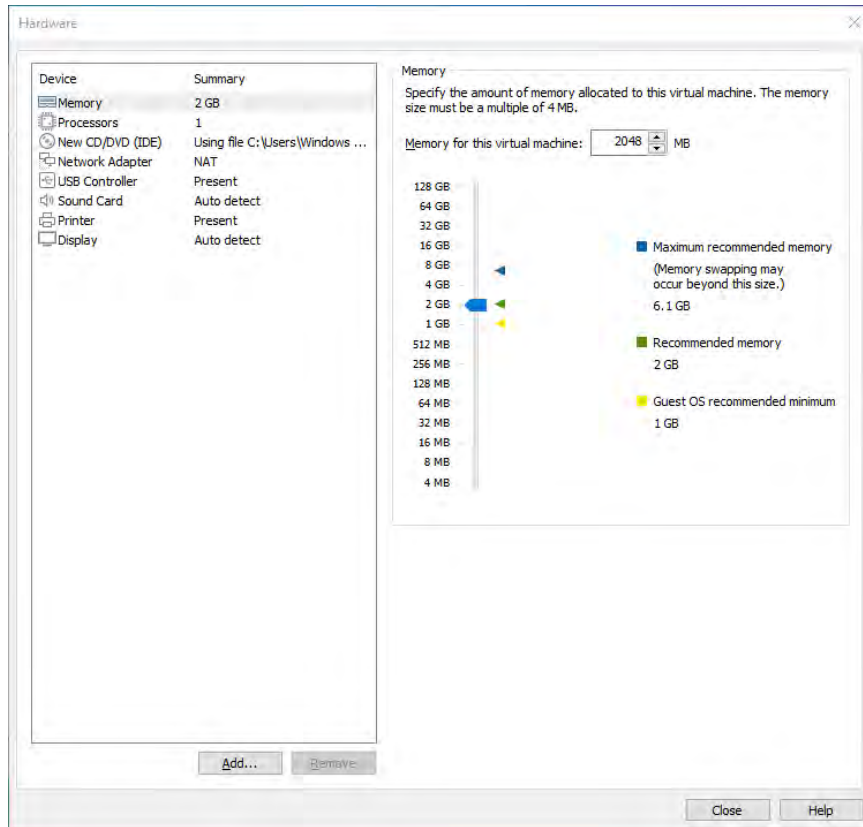 Hardware
Device Summary
Memory 2 GB
Processors 1
New CD/DVD (IDE) Using file C:\Users\Windows ...
Network Adapter NAT
USB Controller Present
Sound Card Auto detect
Printer Present
Display Auto detect
Add...
Remove
Memory
Specify the amount of memory allocated to this virtual machine. The memory
size must be a multiple of 4 MB.
Memory for this virtual machine: 2048 MB
128 GB
64 GB
32 GB
16 GB
8 GB
4 GB
2 GB
1 GB
512 MB
256 MB
128 MB
64 MB
32 MB
16 MB
8 MB
4 MB
Maximum recommended memory
(Memory swapping may
occur beyond this size.)
6.1 GB
Recommended memory
2 GB
Guest OS recommended minimum
1 GB
Close
Help